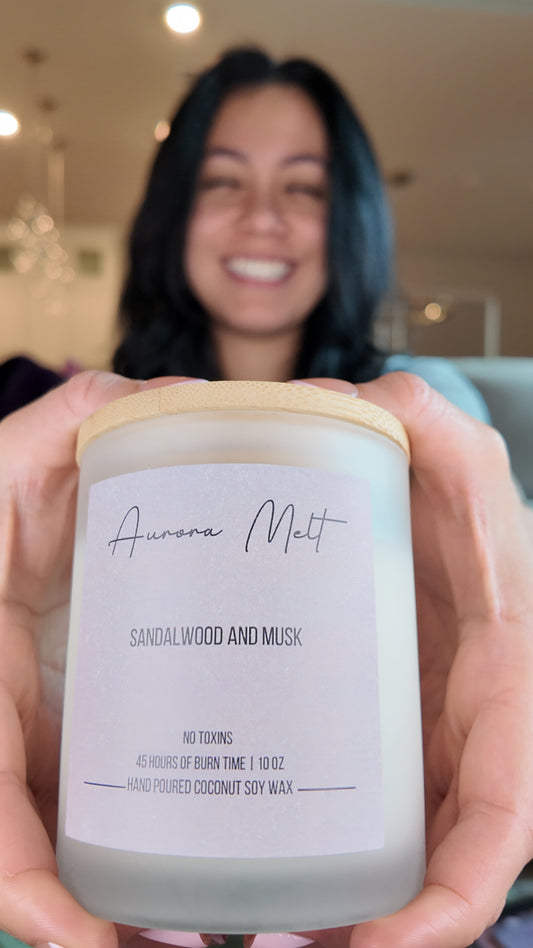 Aurora Melt
SANDALWOOD AND MUSK
NO TOXINS
45 HOURS OF BURN TIME | 10 OZ
HAND POURED COCONUT SOY WAX